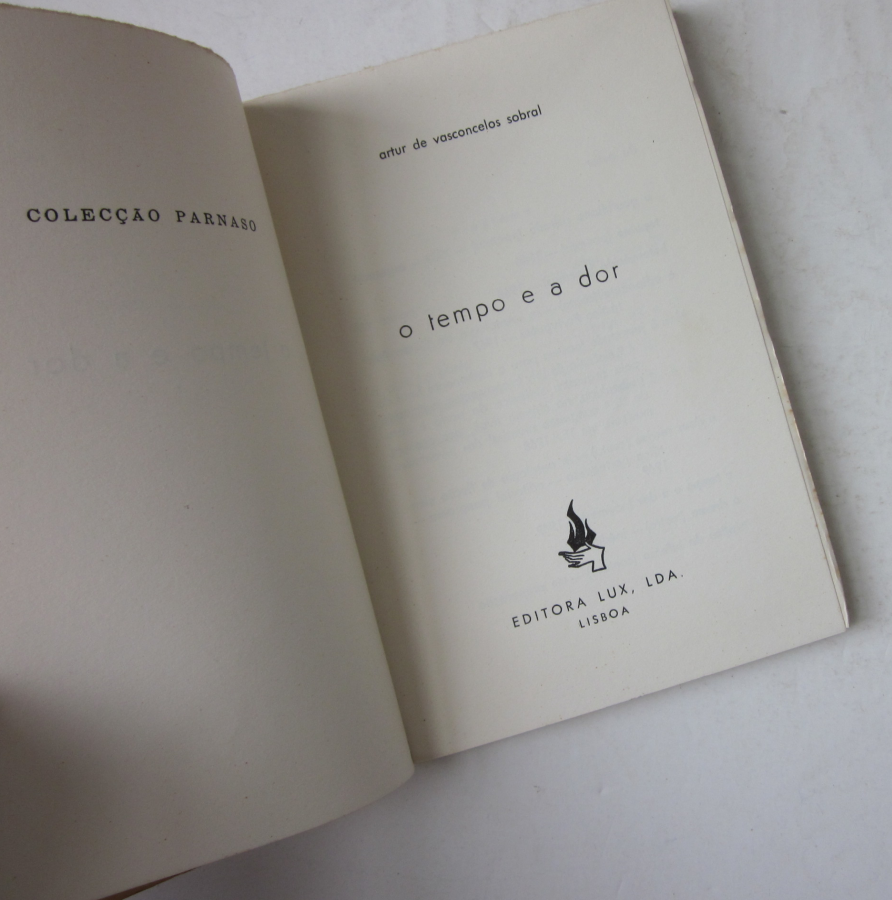 COLECÇÃO PARNASO
artur de vasconcelos sobral
o tempo e a dor
EDITORA LUX, LDA.
LISBOA